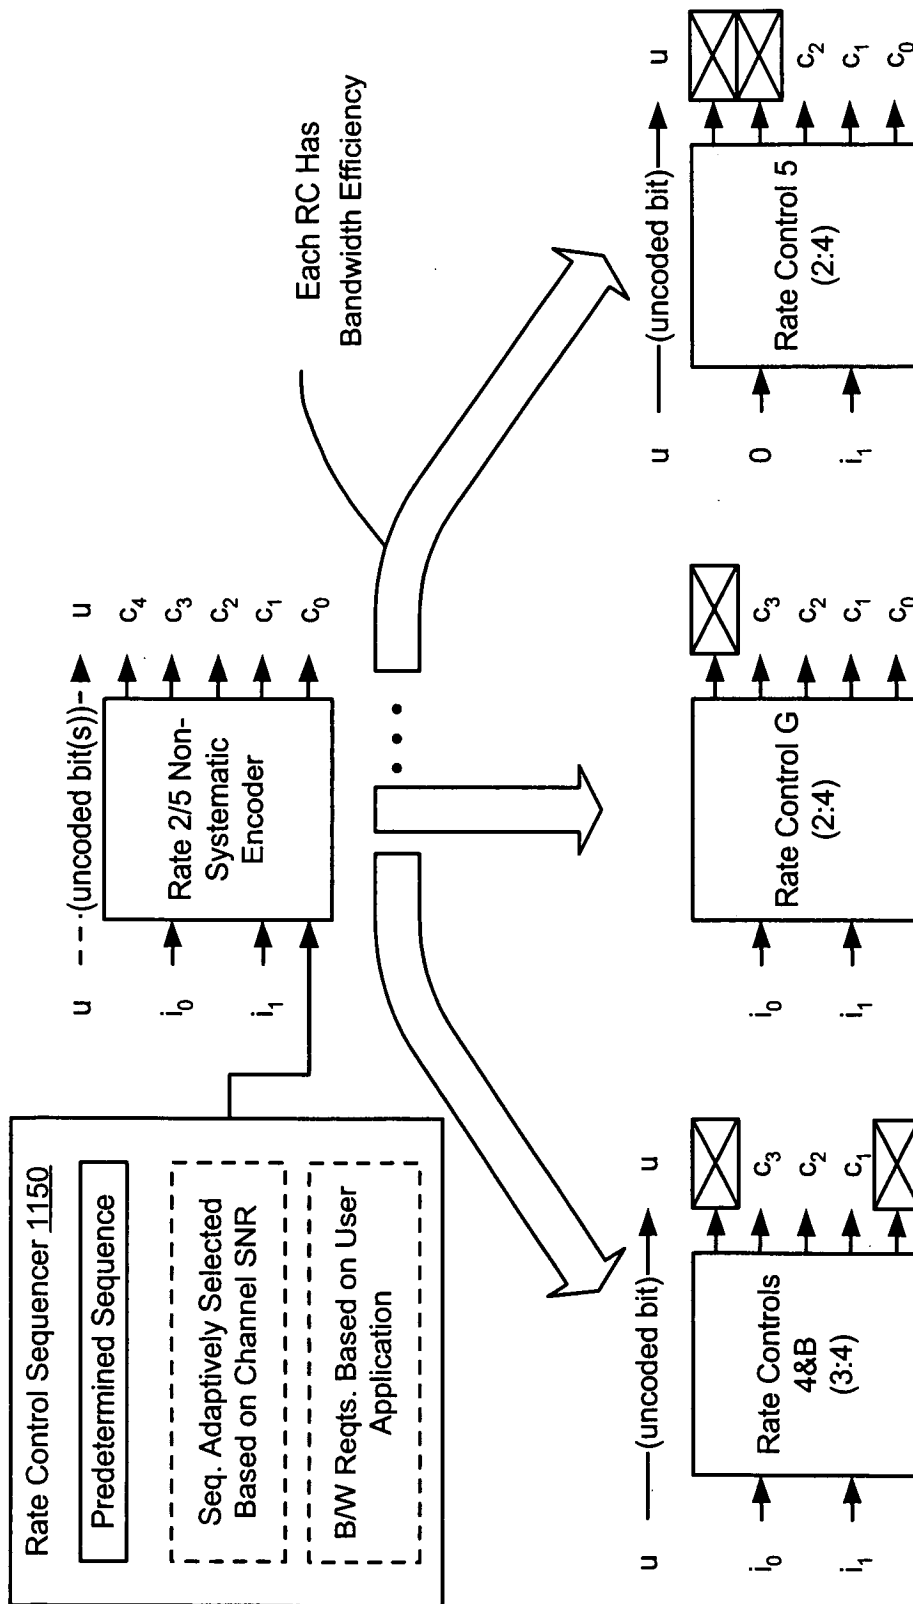 Rate Control Sequencer 1150
Predetermined Sequence
Seq. Adaptively Selected
Based on Channel SNR
B/W Reqts. Based on User
Application
u
(uncoded bit(s))
u
i0
i1
Rate 2/5 Non-
Systematic
Encoder
c4
c3
c2
c1
c0
Each RC Has
Bandwidth Efficiency
u
(uncoded bit)
u
i0
i1
Rate Controls
4&B
(3:4)
c3
c2
c1
i0
i1
Rate Control G
(2:4)
c3
c2
c1
c0
u
(uncoded bit)
u
0
i1
Rate Control 5
(2:4)
c2
c1
c0